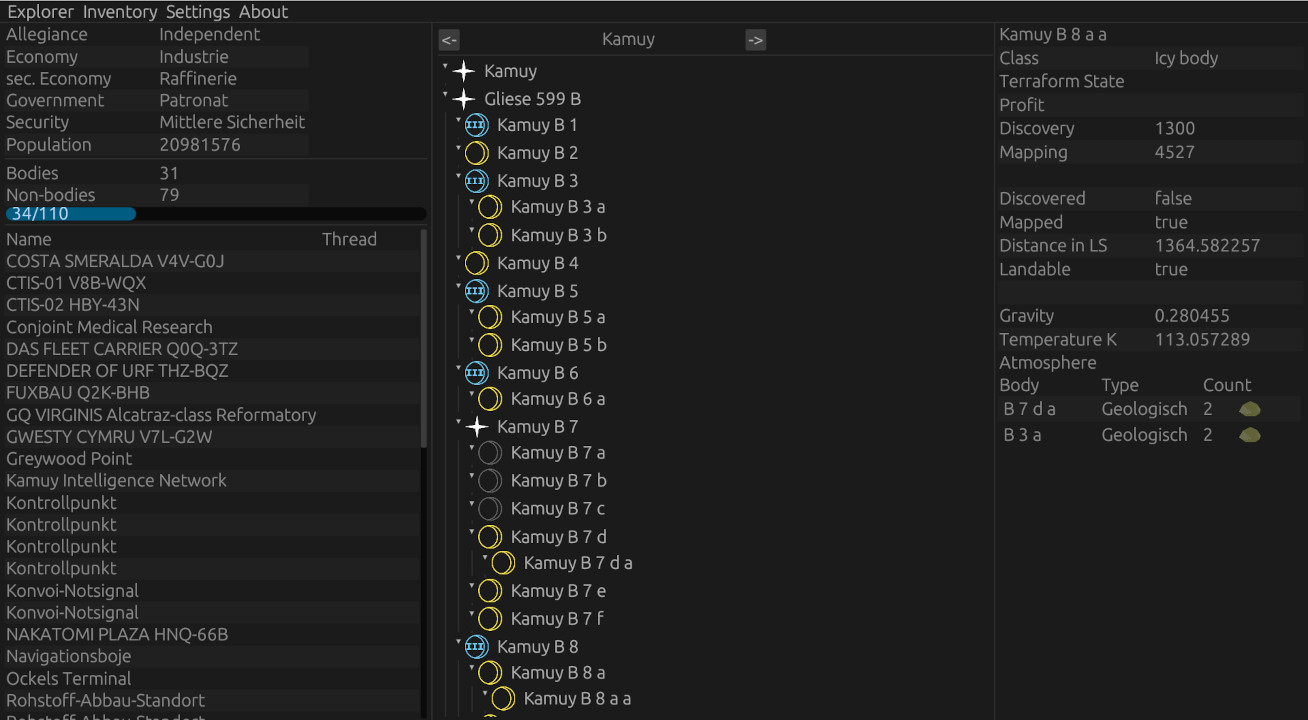 Explorer Inventory Settings About
Allegiance Independent
Economy Industrie
sec. Economy Raffinerie
Government Patronat
Security Mittlere Sicherheit
Population 20981576
Bodies 31
Non-bodies 79
34/110
Name Thread
COSTA SMERALDA V4V-G0J
CTIS-01 V8B-WQX
CTIS-02 HBY-43N
Conjoint Medical Research
DAS FLEET CARRIER Q0Q-3TZ
DEFENDER OF URF THZ-BQZ
FUXBAU Q2K-BHB
GQ VIRGINIS Alcatraz-class Reformatory
GWESTY CYMRU V7L-G2W
Greywood Point
Kamuy Intelligence Network
Kontrollpunkt
Kontrollpunkt
Kontrollpunkt
Kontrollpunkt
Konvoi-Notsignal
Konvoi-Notsignal
NAKATOMI PLAZA HNQ-66B
Navigationsboje
Ockels Terminal
Rohstoff-Abbau-Standort
Rohstoff-Abbau-Standort
<- Kamuy ->
Kamuy
Gliese 599 B
Kamuy B 1
Kamuy B 2
Kamuy B 3
Kamuy B 3 a
Kamuy B 3 b
Kamuy B 4
Kamuy B 5
Kamuy B 5 a
Kamuy B 5 b
Kamuy B 6
Kamuy B 6 a
Kamuy B 7
Kamuy B 7 a
Kamuy B 7 b
Kamuy B 7 c
Kamuy B 7 d
Kamuy B 7 d a
Kamuy B 7 e
Kamuy B 7 f
Kamuy B 8
Kamuy B 8 a
Kamuy B 8 a a
Kamuy B 8 a a
Class Icy body
Terraform State
Profit
Discovery 1300
Mapping 4527
Discovered false
Mapped true
Distance in LS 1364.582257
Landable true
Gravity 0.280455
Temperature K 113.057289
Atmosphere
Body Type Count
B 7 d a Geologisch 2
B 3 a Geologisch 2